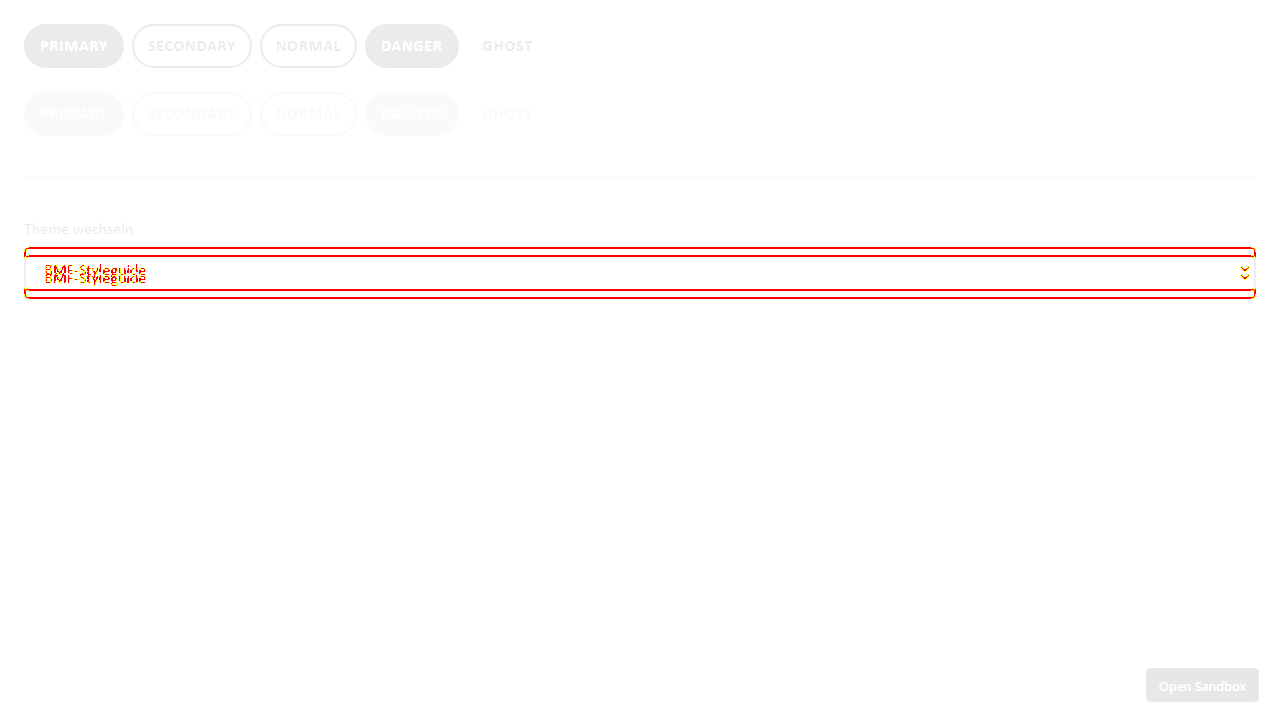 PRIMARY SECONDARY NORMAL DANGER GHOST
PRIMARY SECONDARY NORMAL DANGER GHOST
Theme wechseln
BMF-Styleguide
BMF-Styleguide
Open Sandbox